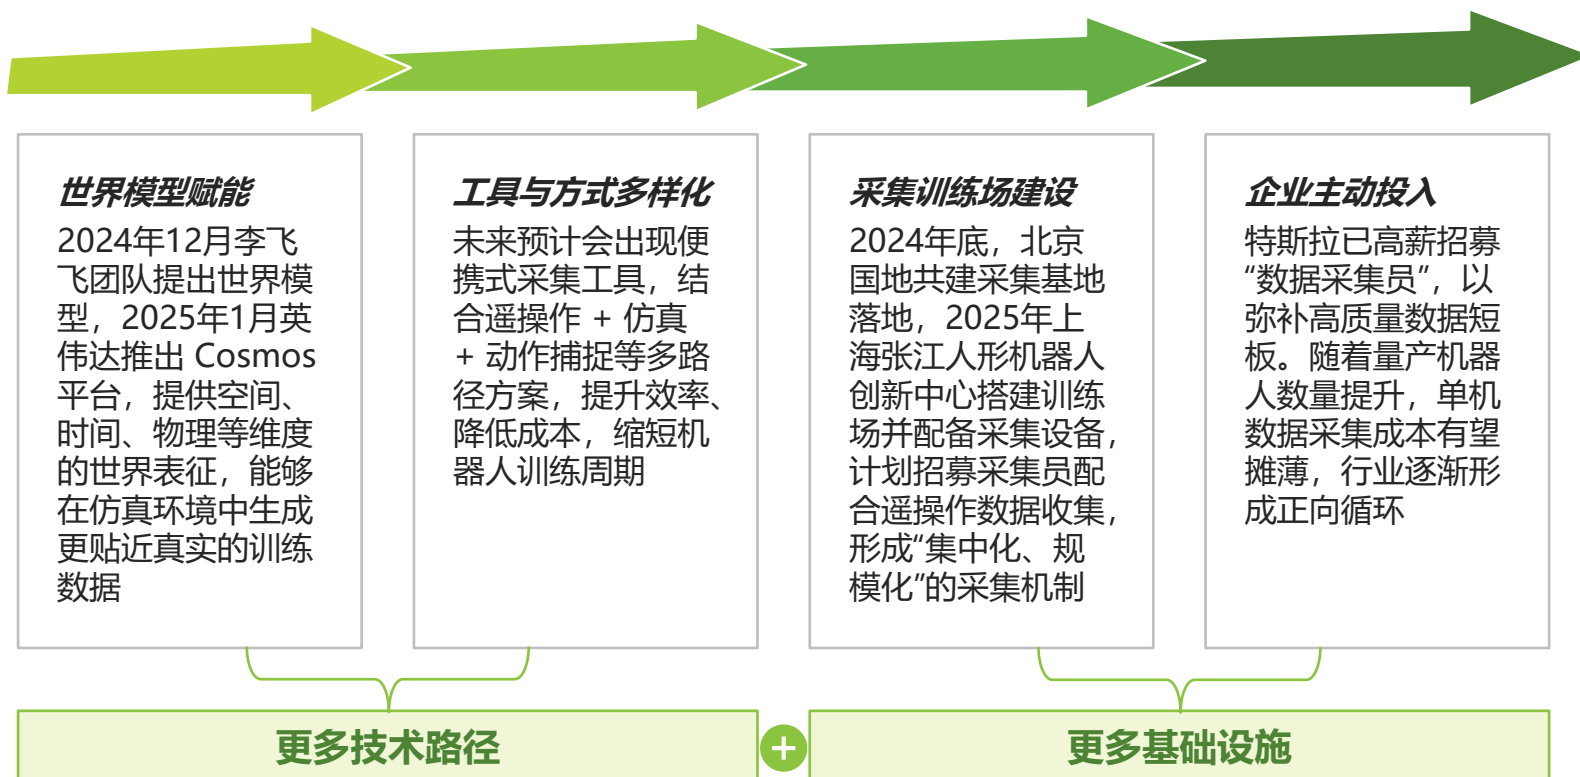 世界模型赋能
2024年12月李飞
飞团队提出世界模
型，2025年1月英
伟达推出 Cosmos
平台，提供空间、
时间、物理等维度
的世界表征，能够
在仿真环境中生成
更贴近真实的训练
数据
工具与方式多样化
未来预计会出现便
携式采集工具，结
合遥操作 + 仿真
+ 动作捕捉等多路
径方案，提升效率、
降低成本，缩短机
器人训练周期
采集训练场建设
2024年底，北京
国地共建采集基地
落地，2025年上
海张江人形机器人
创新中心搭建训练
场并配备采集设备，
计划招募采集员配
合遥操作数据收集，
形成“集中化、规
模化”的采集机制
企业主动投入
特斯拉已高薪招募
“数据采集员”，以
弥补高质量数据短
板。随着量产机器
人数量提升，单机
数据采集成本有望
摊薄，行业逐渐形
成正向循环
更多技术路径
+
更多基础设施